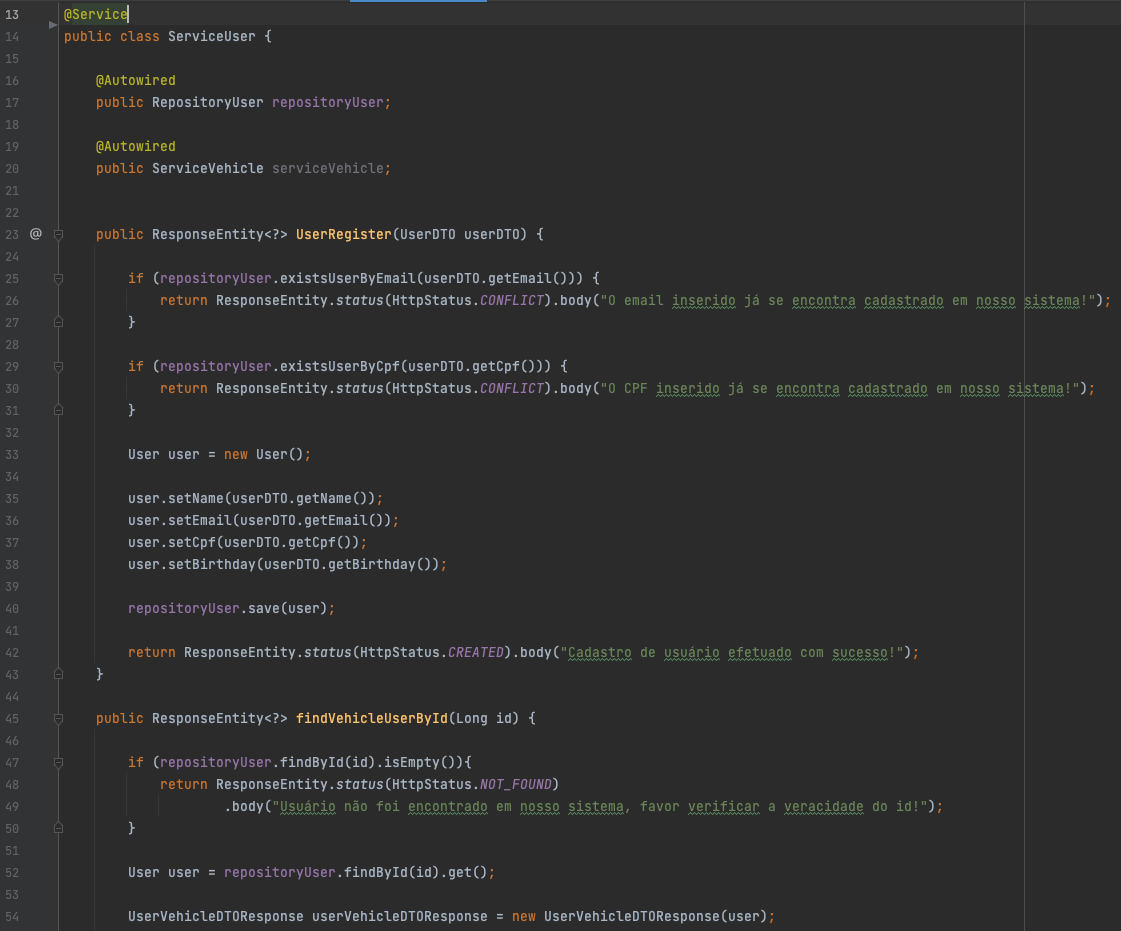 13 @Service
14 public class ServiceUser {
15
16 @Autowired
17 public RepositoryUser repositoryUser;
18
19 @Autowired
20 public ServiceVehicle serviceVehicle;
21
22
23 @ public ResponseEntity<?> UserRegister(UserDTO userDTO) {
24
25 if (repositoryUser.existsUserByEmail(userDTO.getEmail())) {
26 return ResponseEntity.status(HttpStatus.CONFLICT).body("O email inserido já se encontra cadastrado em nosso sistema!");
27 }
28
29 if (repositoryUser.existsUserByCpf(userDTO.getCpf())) {
30 return ResponseEntity.status(HttpStatus.CONFLICT).body("O CPF inserido já se encontra cadastrado em nosso sistema!");
31 }
32
33 User user = new User();
34
35 user.setName(userDTO.getName());
36 user.setEmail(userDTO.getEmail());
37 user.setCpf(userDTO.getCpf());
38 user.setBirthday(userDTO.getBirthday());
39
40 repositoryUser.save(user);
41
42 return ResponseEntity.status(HttpStatus.CREATED).body("Cadastro de usuário efetuado com sucesso!");
43 }
44
45 public ResponseEntity<?> findVehicleUserById(Long id) {
46
47 if (repositoryUser.findById(id).isEmpty()){
48 return ResponseEntity.status(HttpStatus.NOT_FOUND)
49 .body("Usuário não foi encontrado em nosso sistema, favor verificar a veracidade do id!");
50 }
51
52 User user = repositoryUser.findById(id).get();
53
54 UserVehicleDTOResponse userVehicleDTOResponse = new UserVehicleDTOResponse(user);